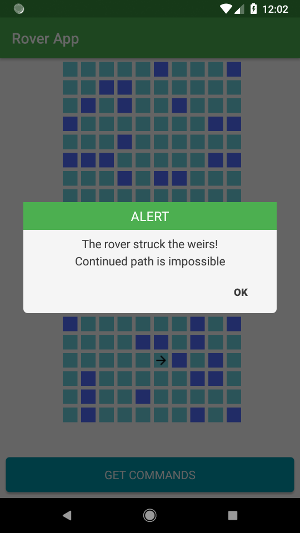 12:02
Rover App
ALERT
The rover struck the weirs!
Continued path is impossible
OK
GET COMMANDS